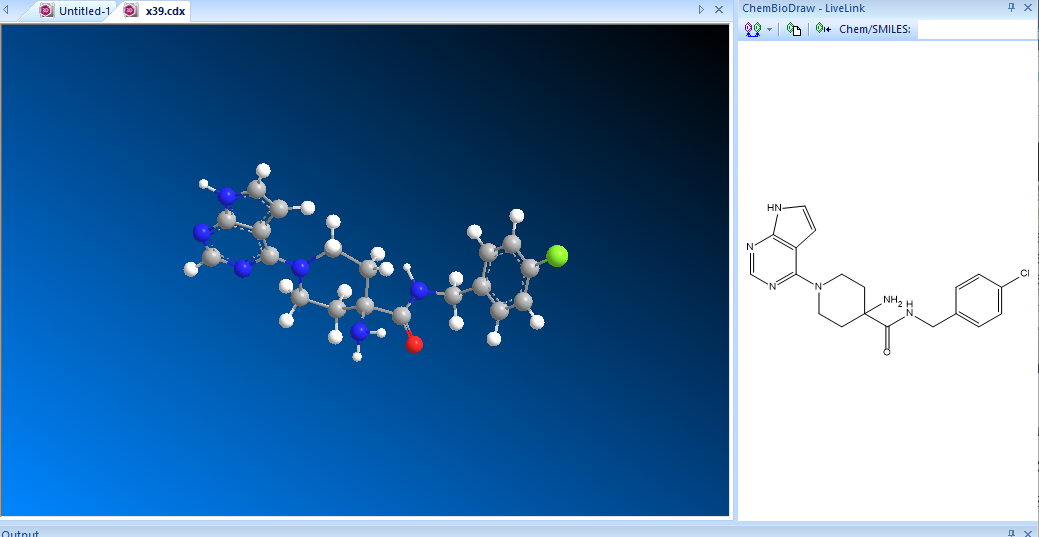 Untitled-1
x39.cdx
ChemBioDraw - LiveLink
Chem/SMILES:
HN
N
N
N
NH2
H
N
O
Cl
Output